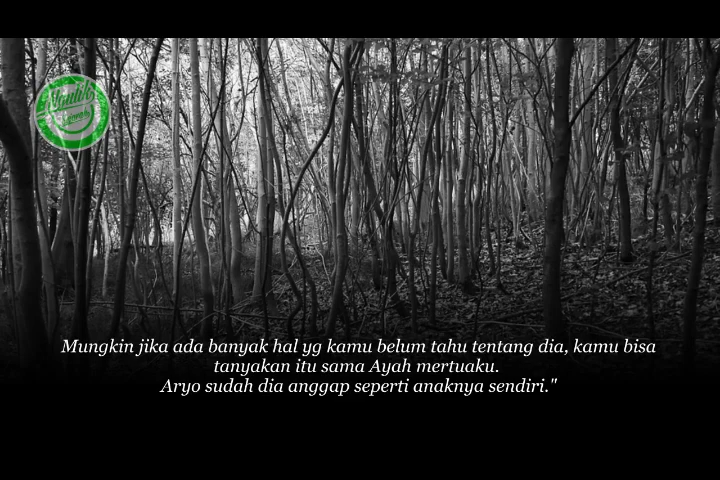 Mungkin jika ada banyak hal yg kamu belum tahu tentang dia, kamu bisa
tanyakan itu sama Ayah mertuaku.
Aryo sudah dia anggap seperti anaknya sendiri."